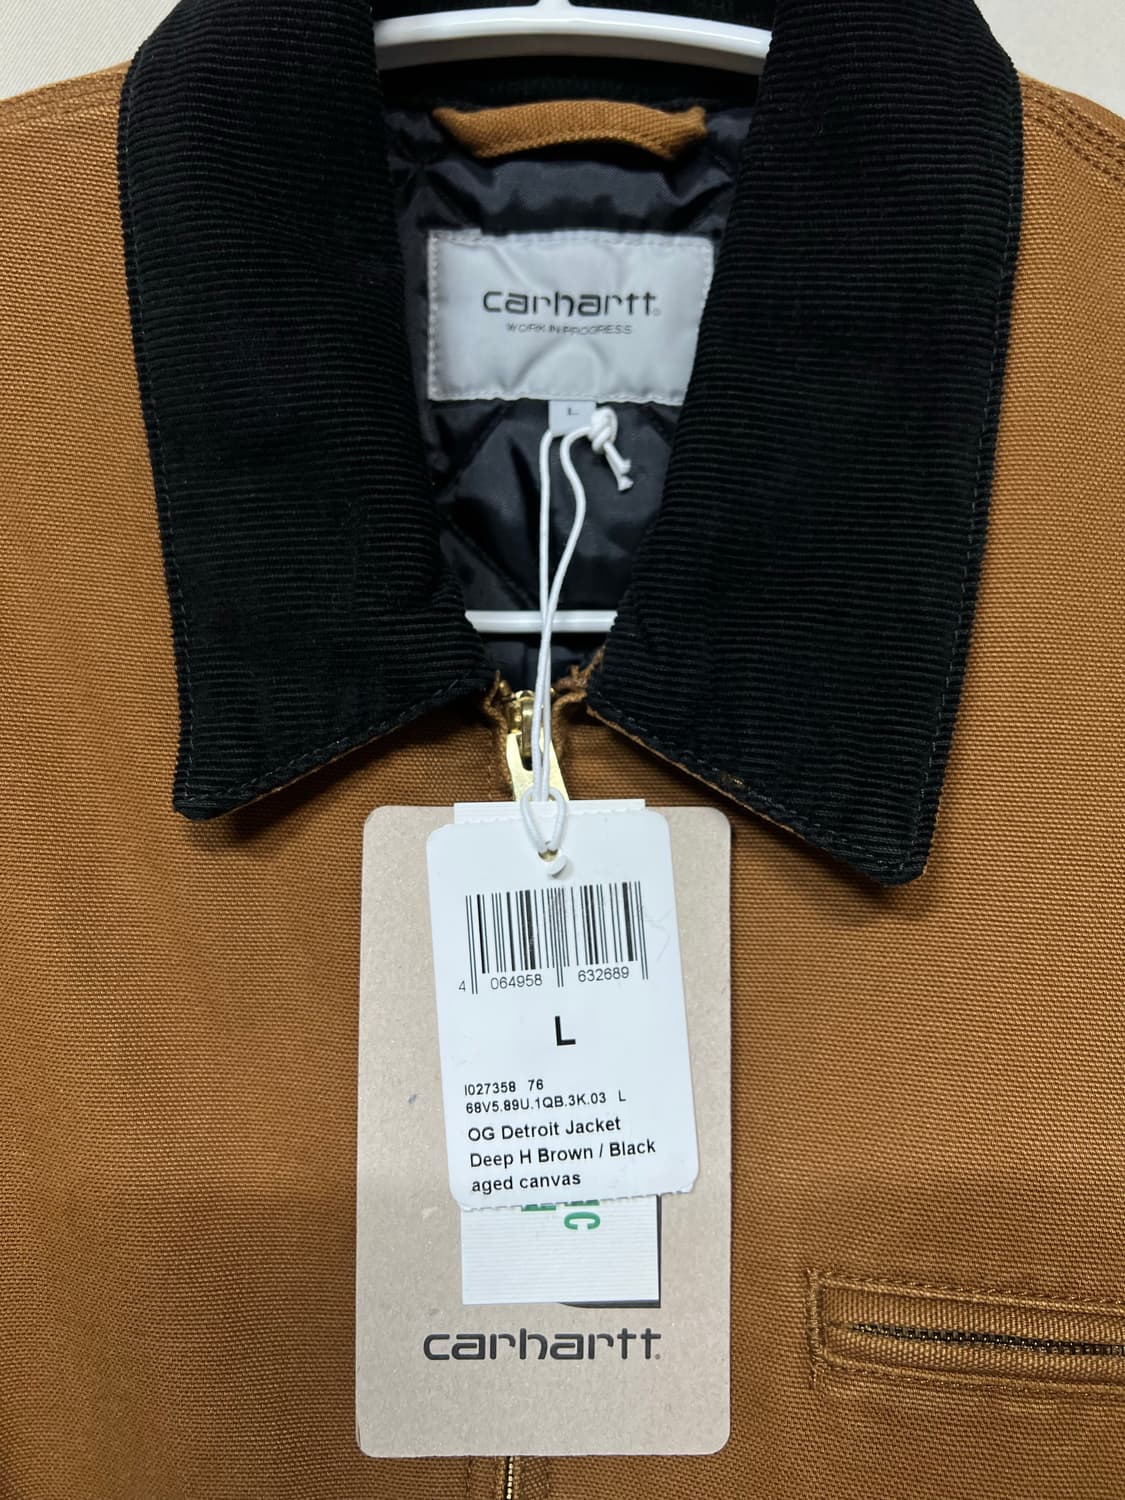 carhartt
WORK IN PROGRESS
L
4 064958 632689
L
I027358 76
68V5.89U.1QB.3K.03 L
OG Detroit Jacket
Deep H Brown / Black
aged canvas
carhartt